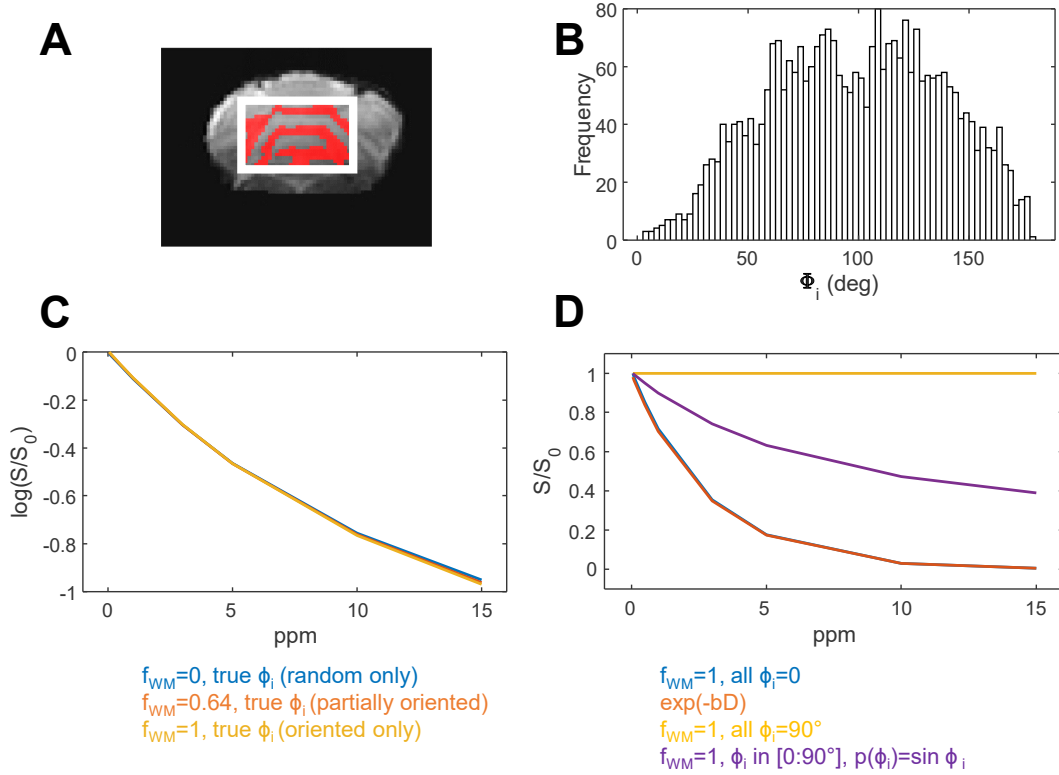 A
B
80
60
40
20
0
Frequency
0
50
100
150
Φi (deg)
C
0
-0.2
-0.4
-0.6
-0.8
-1
log(S/S0)
0
5
10
15
ppm
fWM=0, true ϕi (random only)
fWM=0.64, true ϕi (partially oriented)
fWM=1, true ϕi (oriented only)
D
1
0.8
0.6
0.4
0.2
0
S/S0
0
5
10
15
ppm
fWM=1, all ϕi=0
exp(-bD)
fWM=1, all ϕi=90°
fWM=1, ϕi in [0:90°], p(ϕi)=sin ϕi